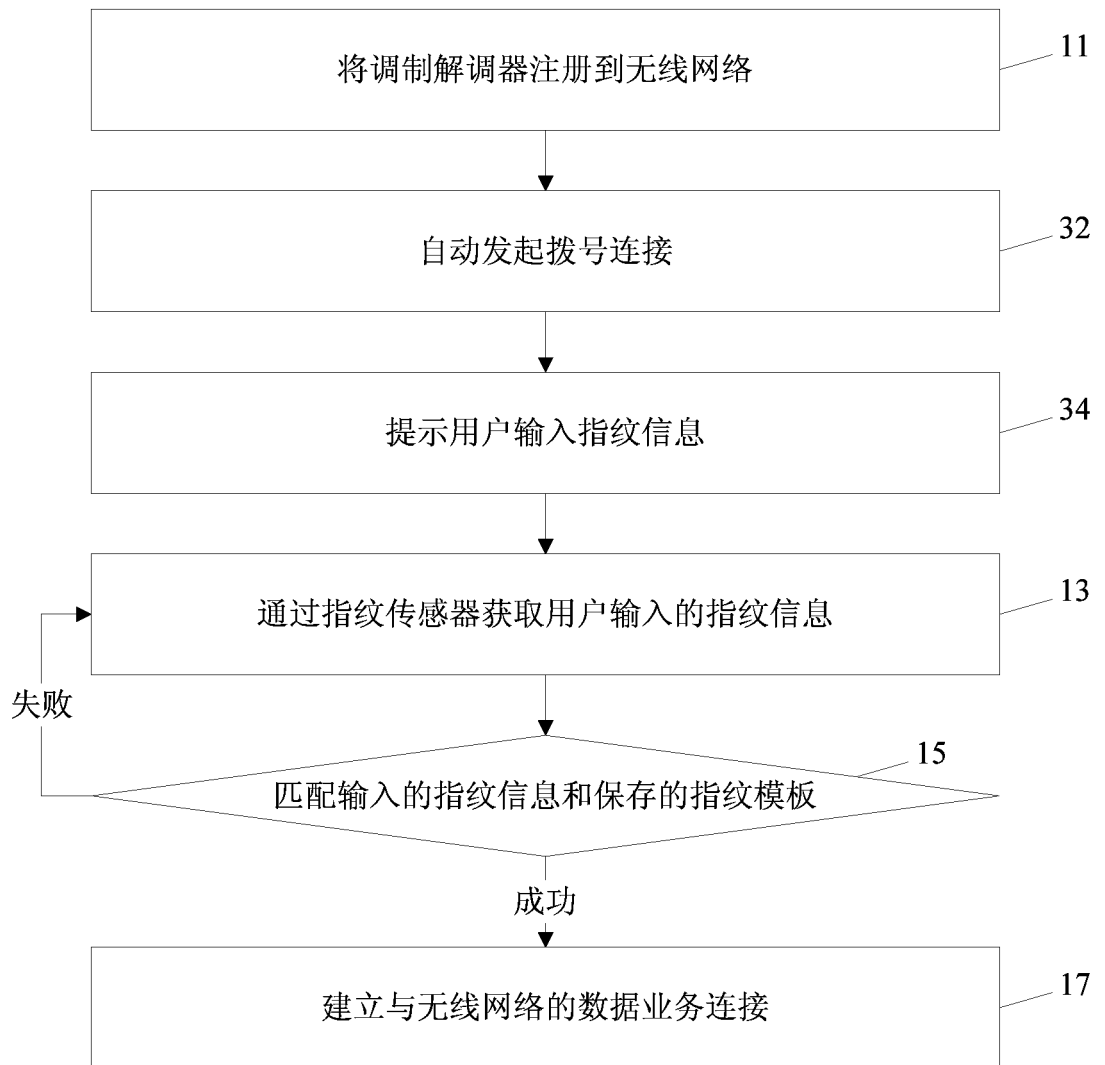 将调制解调器注册到无线网络
11
自动发起拨号连接
32
提示用户输入指纹信息
34
通过指纹传感器获取用户输入的指纹信息
13
失败
匹配输入的指纹信息和保存的指纹模板
15
成功
建立与无线网络的数据业务连接
17